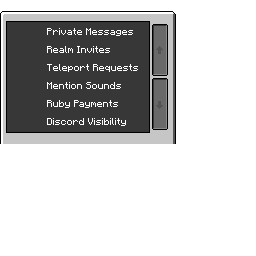 Private Messages
Realm Invites
Teleport Requests
Mention Sounds
Ruby Payments
Discord Visibility